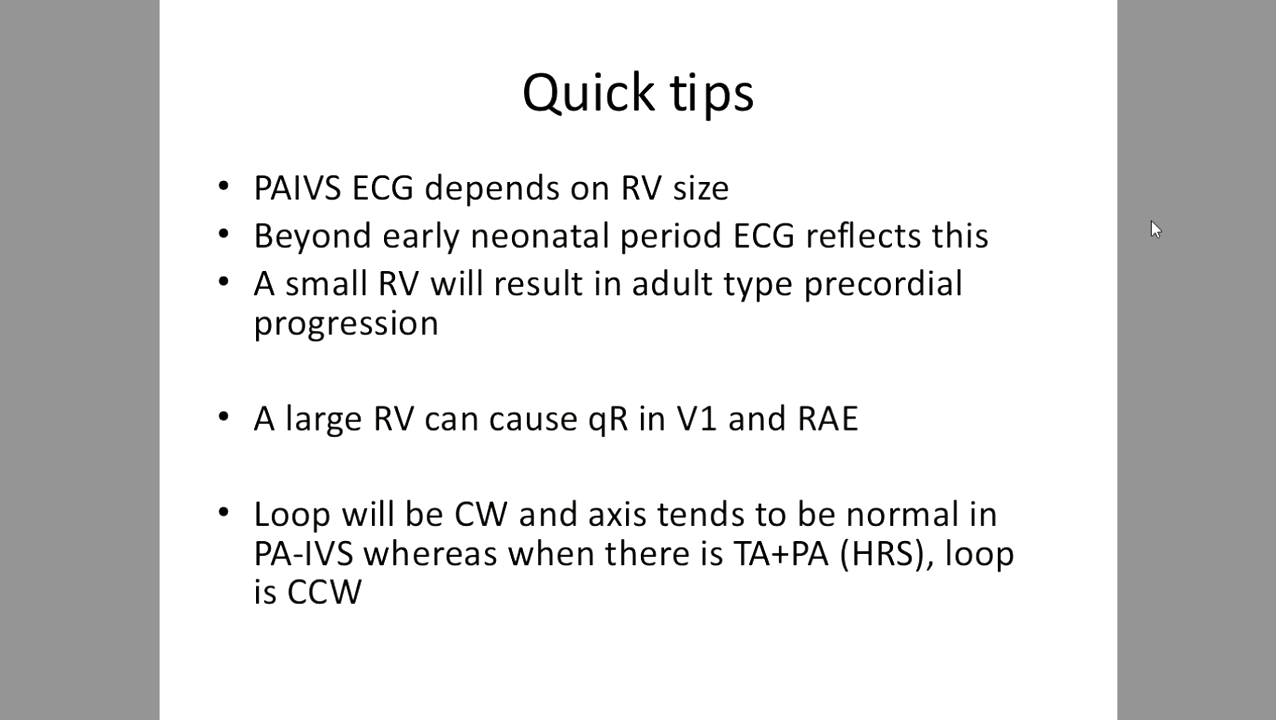 Quick tips
• PAIVS ECG depends on RV size
• Beyond early neonatal period ECG reflects this
• A small RV will result in adult type precordial
progression
• A large RV can cause qR in V1 and RAE
• Loop will be CW and axis tends to be normal in
PA-IVS whereas when there is TA+PA (HRS), loop
is CCW